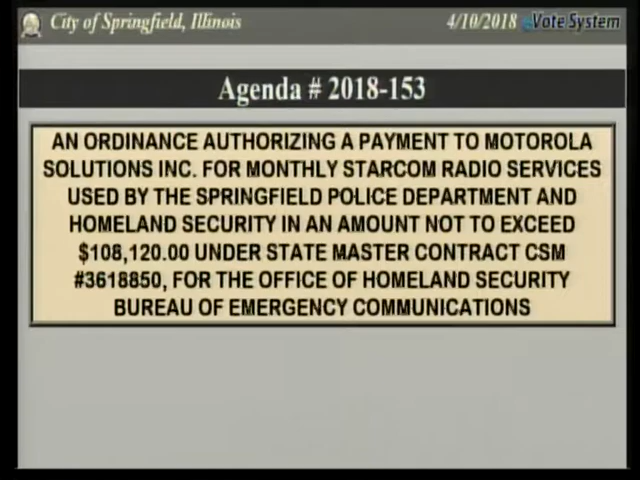 City of Springfield, Illinois 4/10/2018 eVote System
Agenda # 2018-153
AN ORDINANCE AUTHORIZING A PAYMENT TO MOTOROLA
SOLUTIONS INC. FOR MONTHLY STARCOM RADIO SERVICES
USED BY THE SPRINGFIELD POLICE DEPARTMENT AND
HOMELAND SECURITY IN AN AMOUNT NOT TO EXCEED
$108,120.00 UNDER STATE MASTER CONTRACT CSM
#3618850, FOR THE OFFICE OF HOMELAND SECURITY
BUREAU OF EMERGENCY COMMUNICATIONS